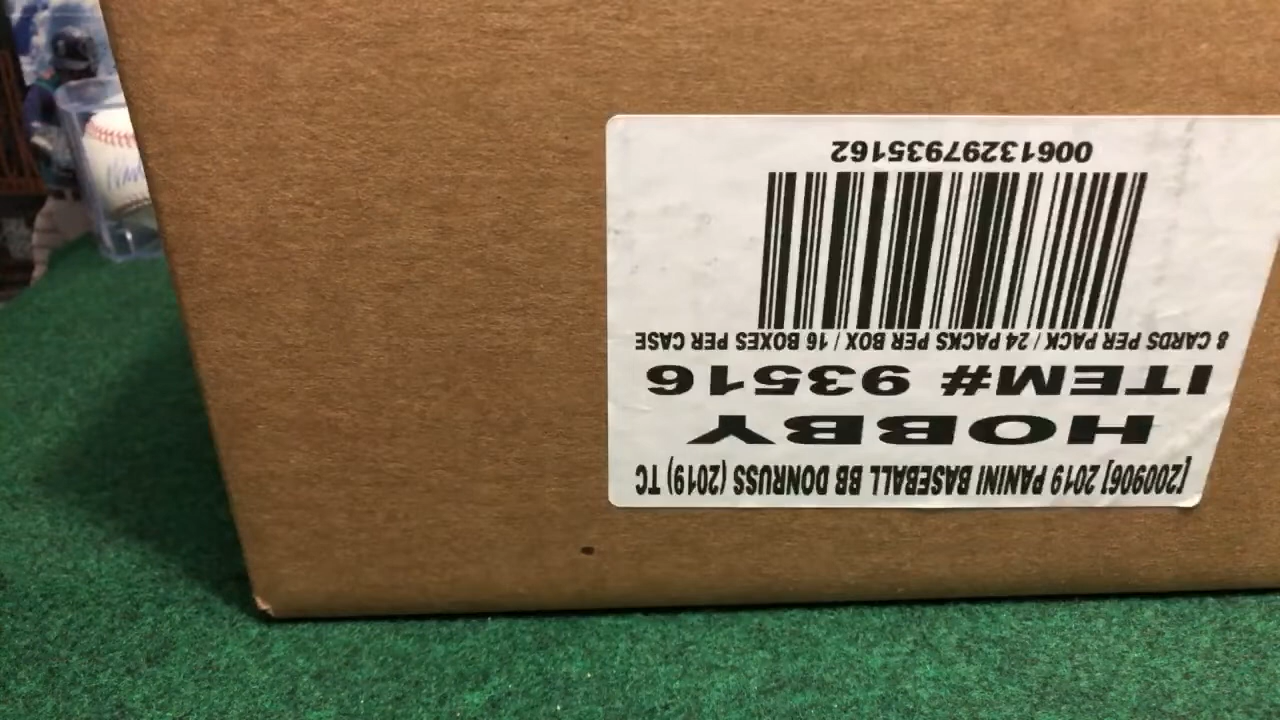 [200906] 2019 PANINI BASEBALL BB DONRUSS (2019) TC
HOBBY
ITEM# 93516
8 CARDS PER PACK / 24 PACKS PER BOX / 16 BOXES PER CASE
00613297935162